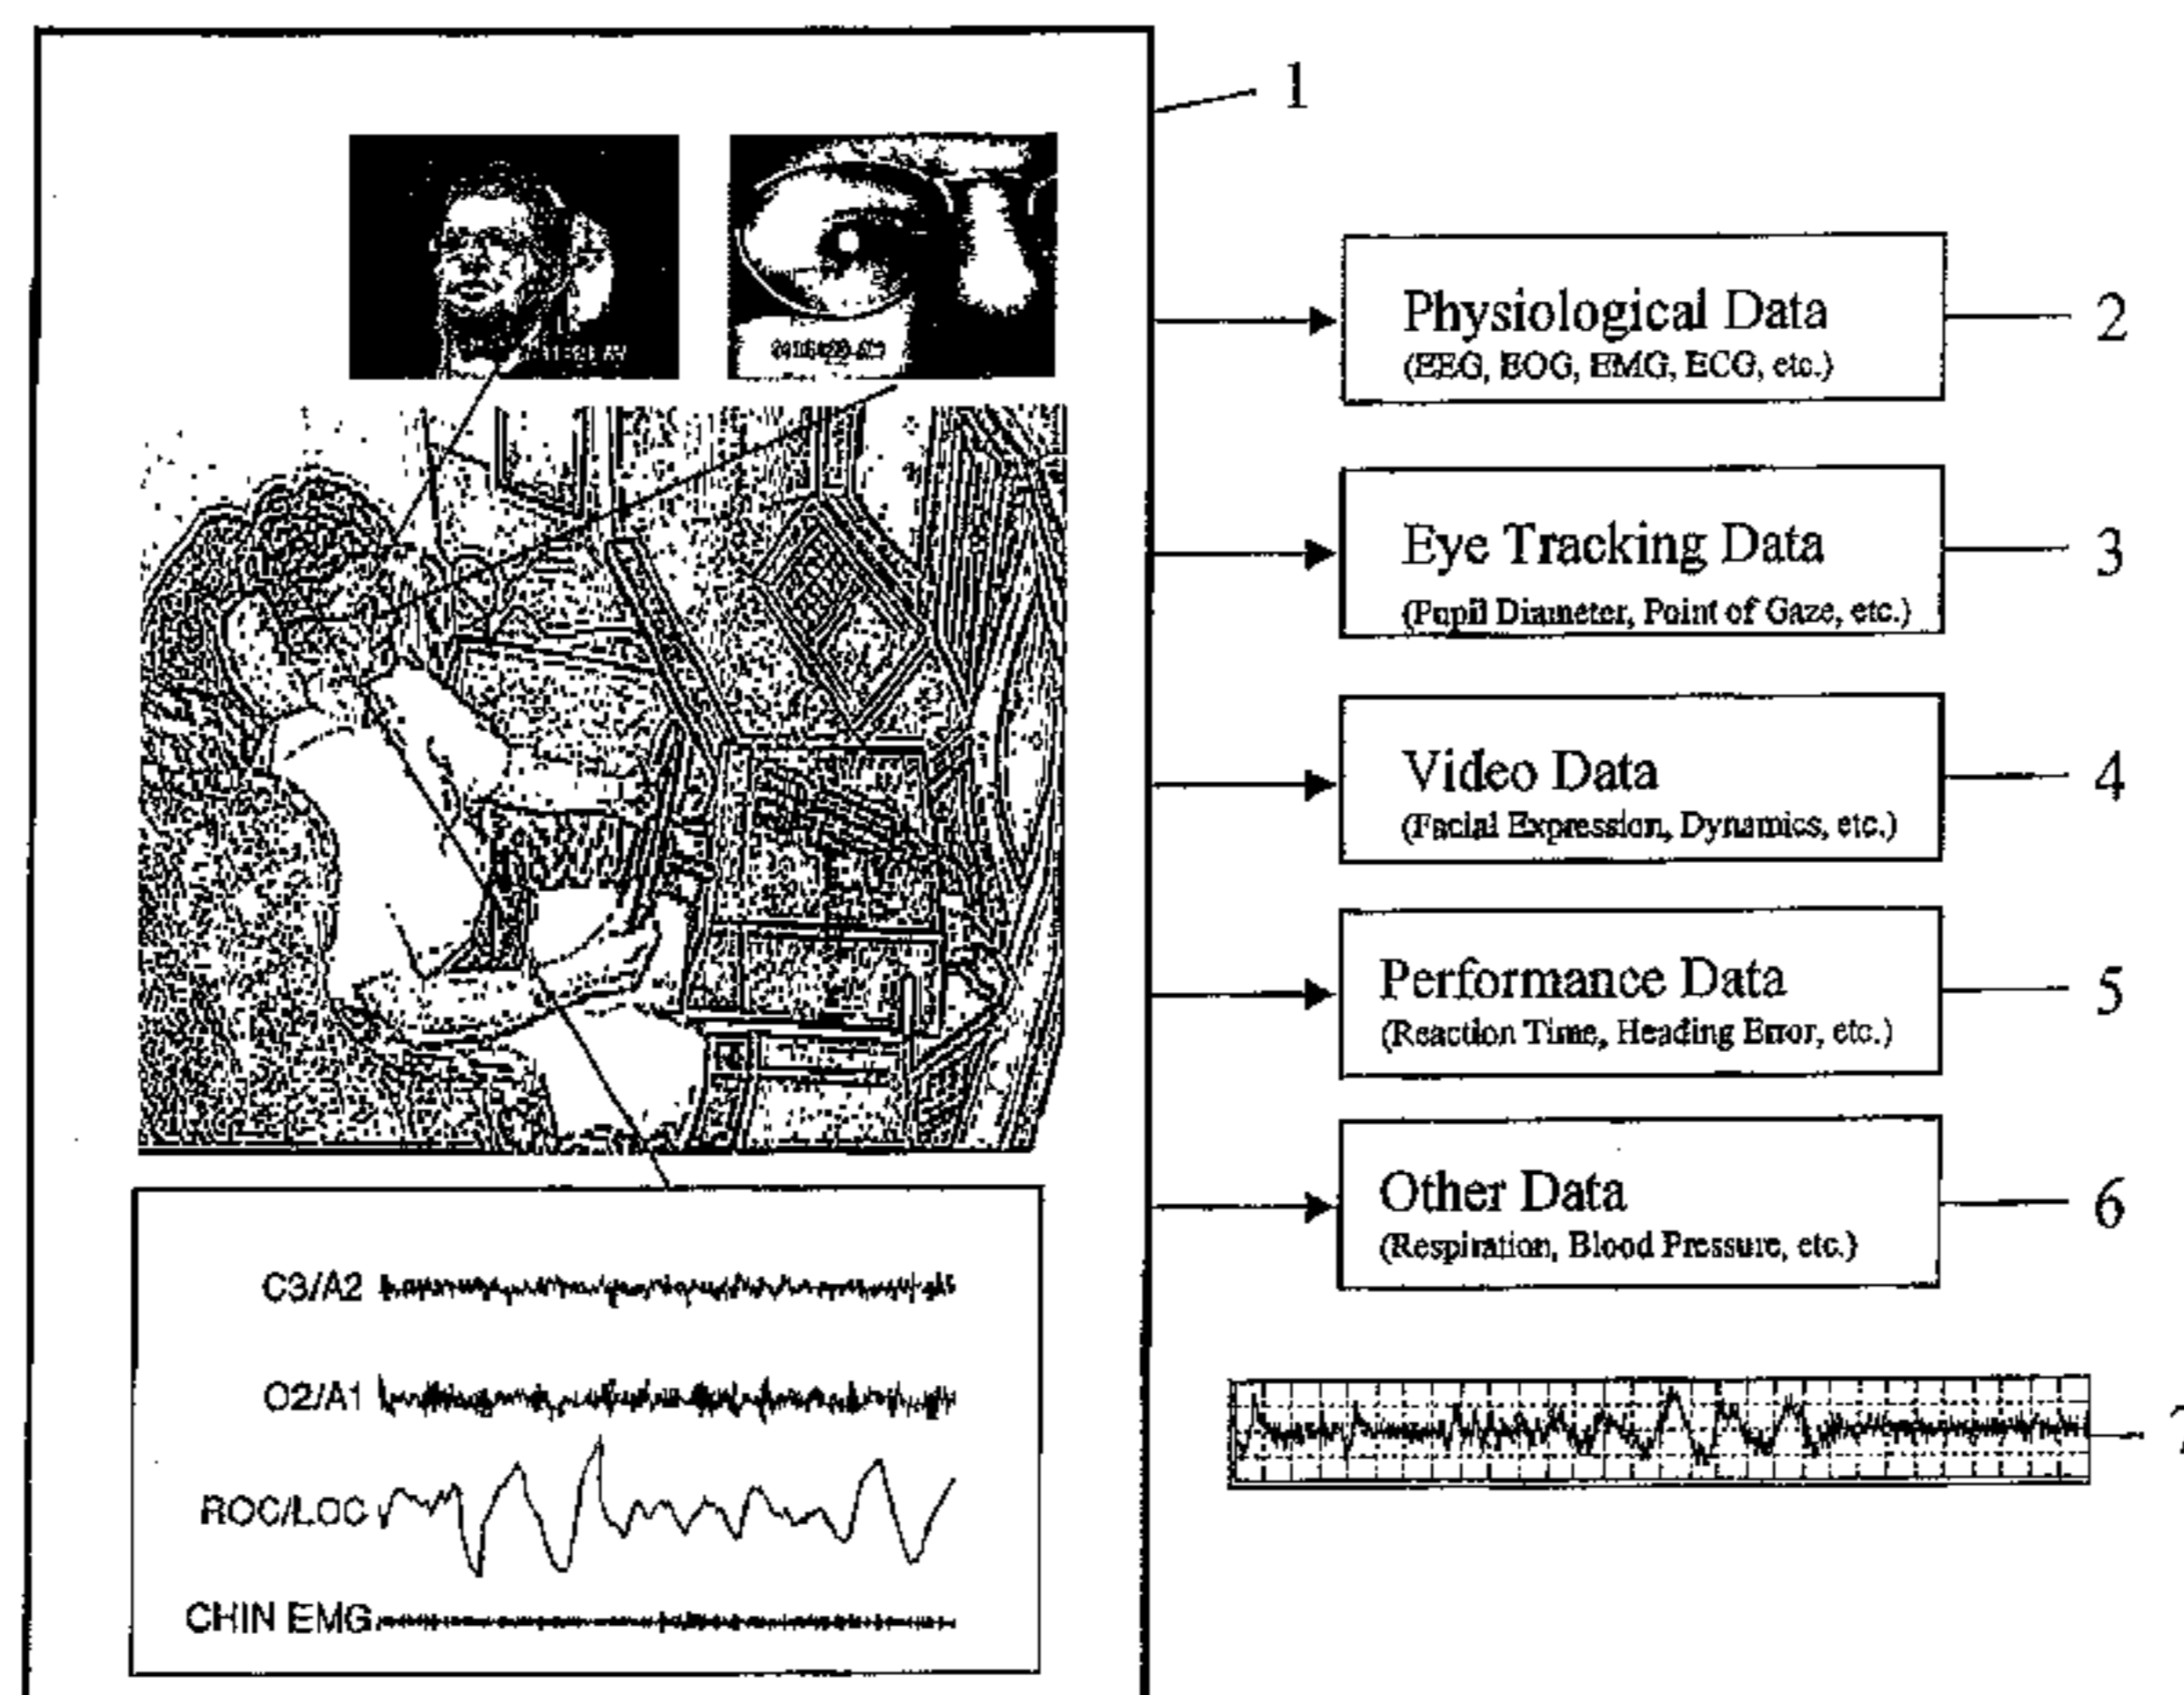 1
Physiological Data
(EEG, EOG, EMG, ECG, etc.)
2
Eye Tracking Data
(Pupil Diameter, Point of Gaze, etc.)
3
Video Data
(Facial Expression, Dynamics, etc.)
4
Performance Data
(Reaction Time, Heading Error, etc.)
5
Other Data
(Respiration, Blood Pressure, etc.)
6
C3/A2
O2/A1
ROC/LOC
CHIN EMG